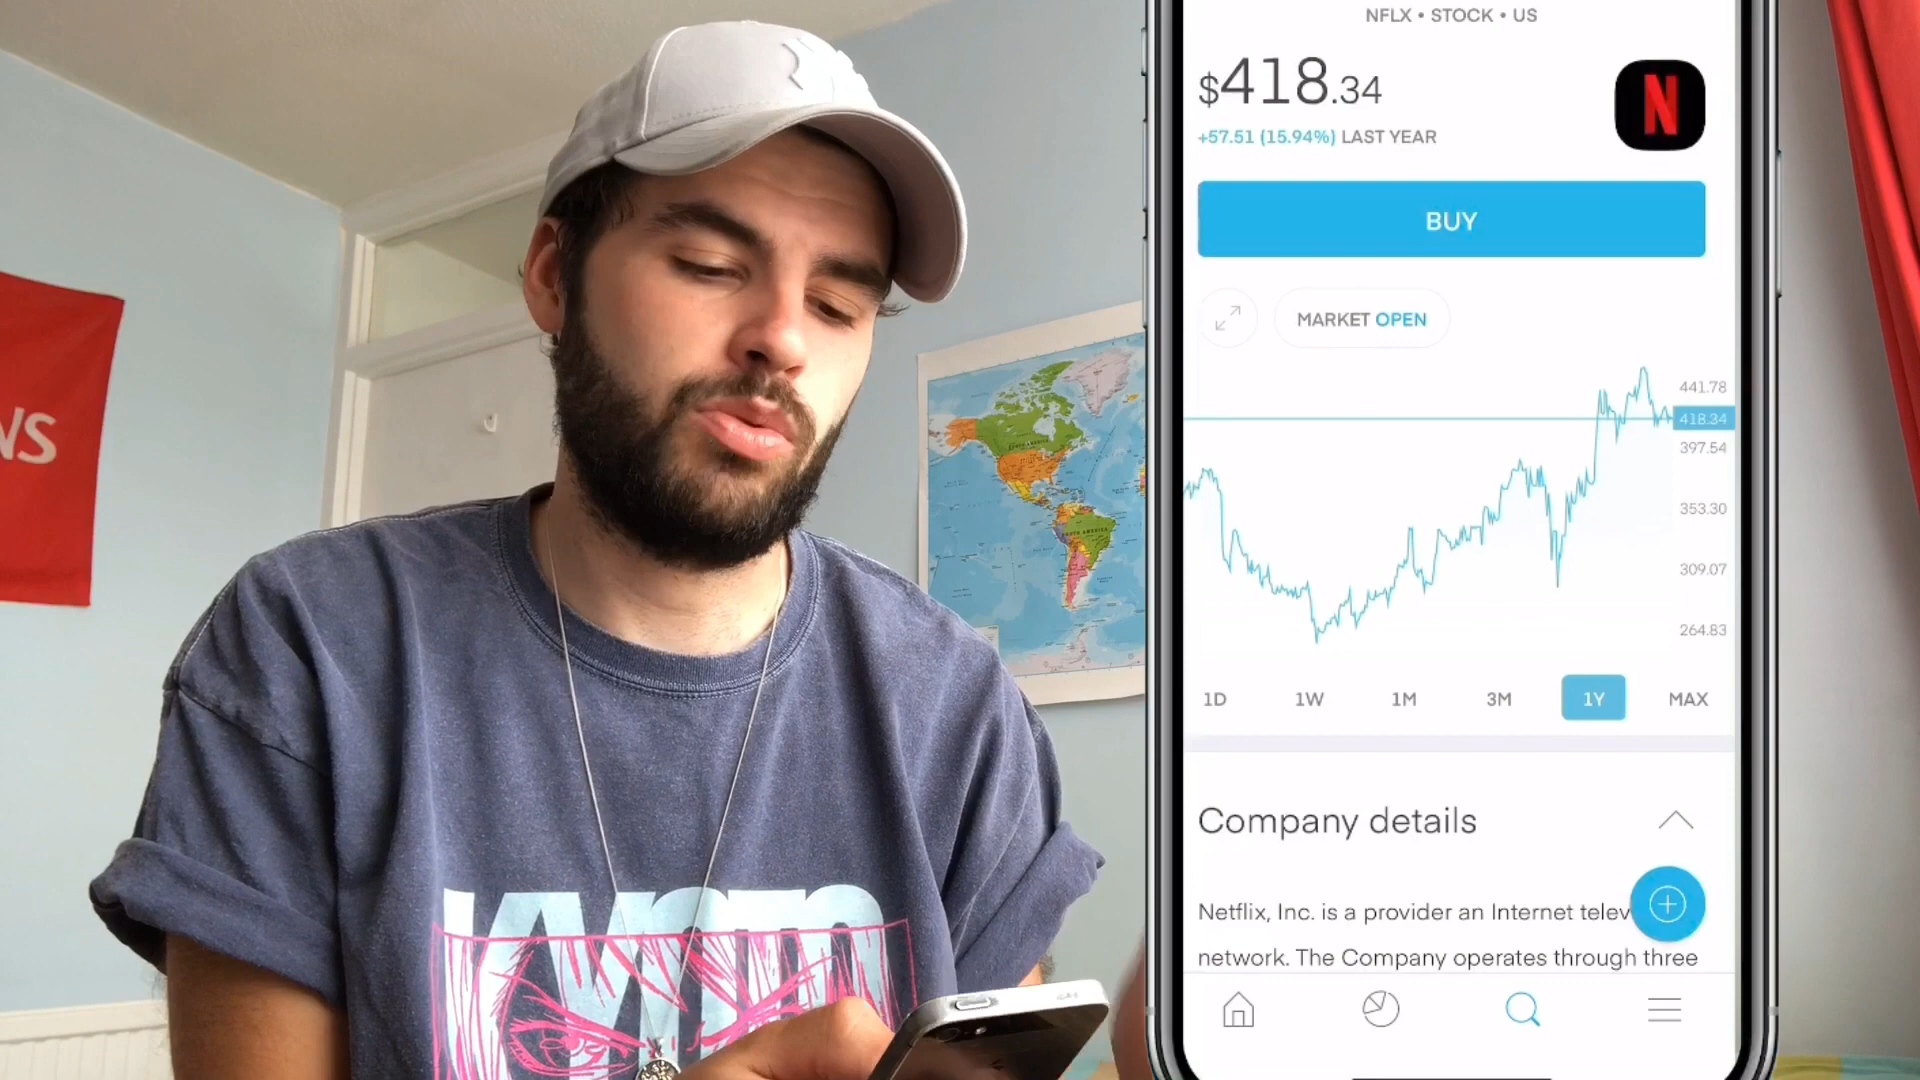 NFLX • STOCK • US
$418.34
+57.51 (15.94%) LAST YEAR
N
BUY
MARKET OPEN
441.78
418.34
397.54
353.30
309.07
264.83
1D 1W 1M 3M 1Y MAX
Company details
Netflix, Inc. is a provider an Internet telev
network. The Company operates through three
NS
SOUTH AMERICA